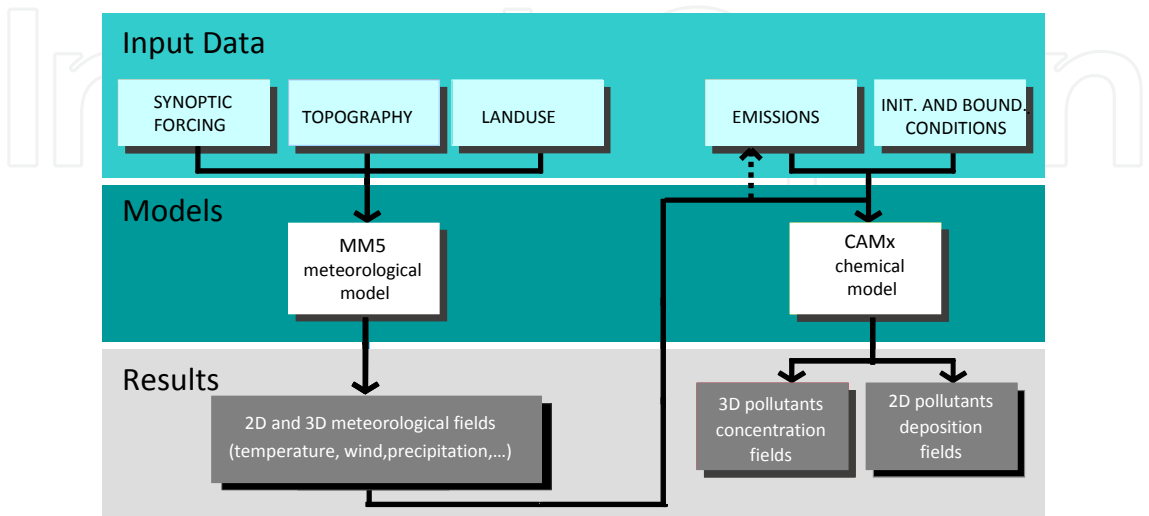 Input Data
SYNOPTIC
FORCING
TOPOGRAPHY
LANDUSE
EMISSIONS
INIT. AND BOUND.
CONDITIONS
Models
MM5
meteorological
model
CAMx
chemical
model
Results
2D and 3D meteorological fields
(temperature, wind,precipitation,…)
3D pollutants
concentration
fields
2D pollutants
deposition
fields